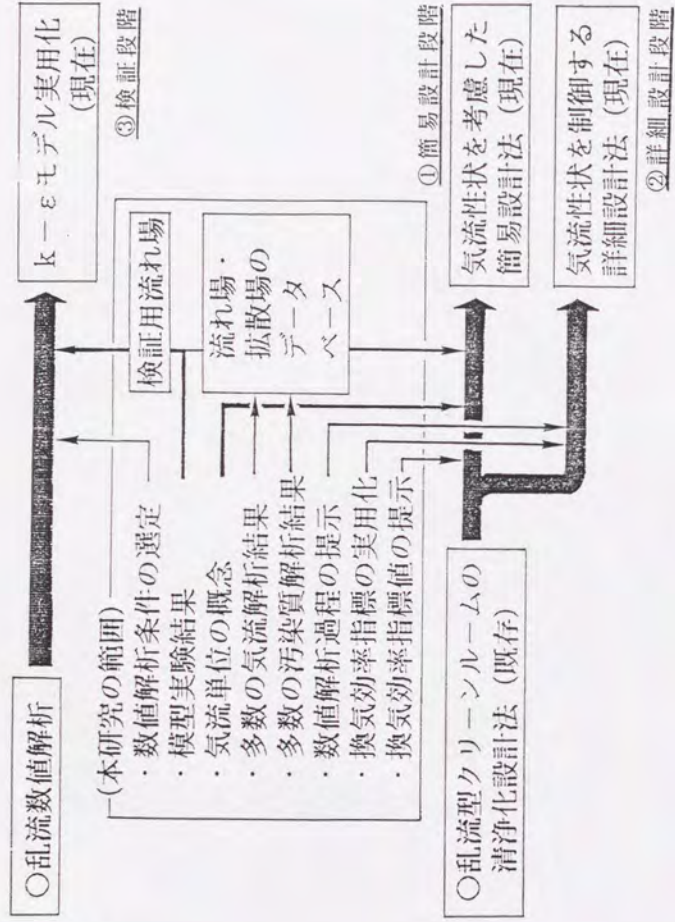 ○乱流数値解析
k－εモデル実用化
(現在)
③検証段階
(本研究の範囲)
・数値解析条件の選定
・模型実験結果
・気流単位の概念
・多数の気流解析結果
・多数の汚染質解析結果
・数値解析過程の提示
・換気効率指標の実用化
・換気効率指標値の提示
検証用流れ場
流れ場・
拡散場の
データ
ベース
○乱流型クリーンルームの
清浄化設計法（既存）
①簡易設計段階
気流性状を考慮した
簡易設計法（現在）
気流性状を制御する
詳細設計法（現在）
②詳細設計段階